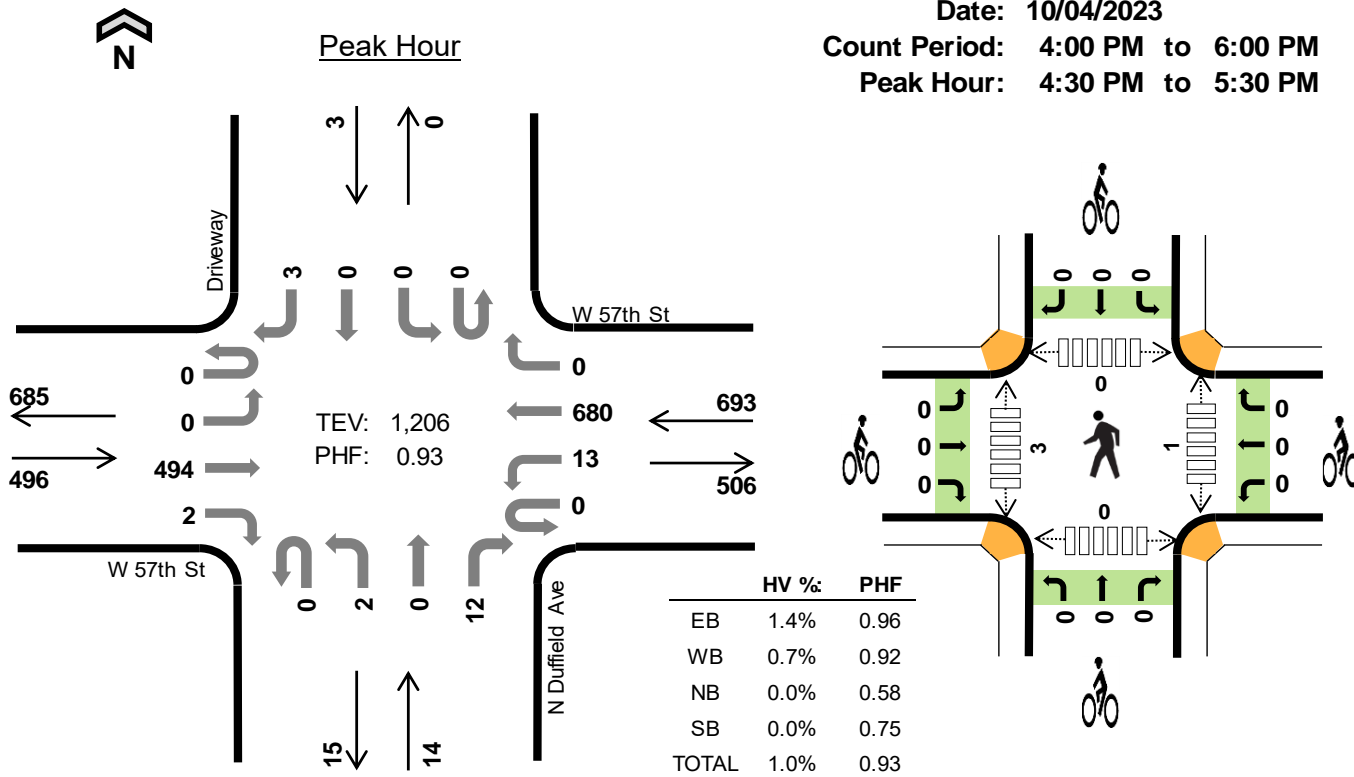 Date: 10/04/2023
Count Period: 4:00 PM to 6:00 PM
Peak Hour: 4:30 PM to 5:30 PM
N
Peak Hour
3
0
Driveway
3
0
0
0
W 57th St
0
0
0
680
494
13
2
0
685
496
693
506
TEV: 1,206
PHF: 0.93
W 57th St
0
2
0
12
N Duffield Ave
15
14
HV %: PHF
EB 1.4% 0.96
WB 0.7% 0.92
NB 0.0% 0.58
SB 0.0% 0.75
TOTAL 1.0% 0.93
0 0 0
0
0
0
0
3
1
0
0
0
0
0 0 0